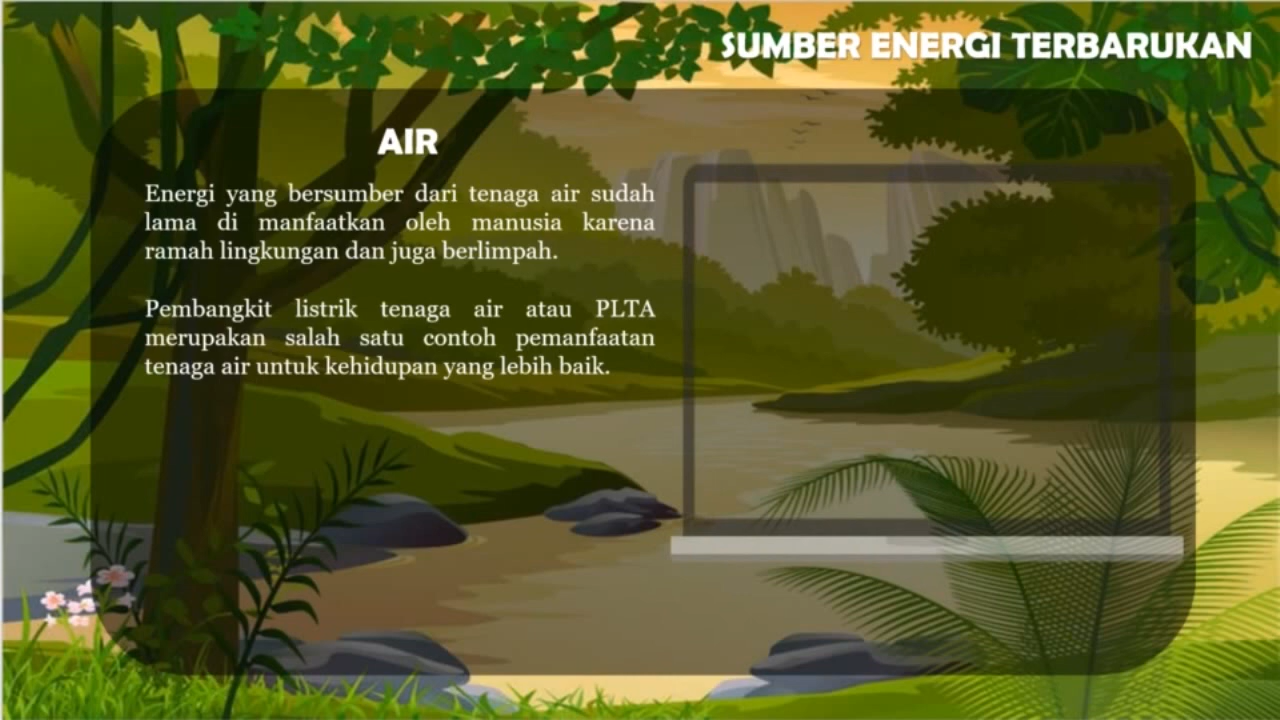 SUMBER ENERGI TERBARUKAN
AIR
Energi yang bersumber dari tenaga air sudah
lama di manfaatkan oleh manusia karena
ramah lingkungan dan juga berlimpah.
Pembangkit listrik tenaga air atau PLTA
merupakan salah satu contoh pemanfaatan
tenaga air untuk kehidupan yang lebih baik.